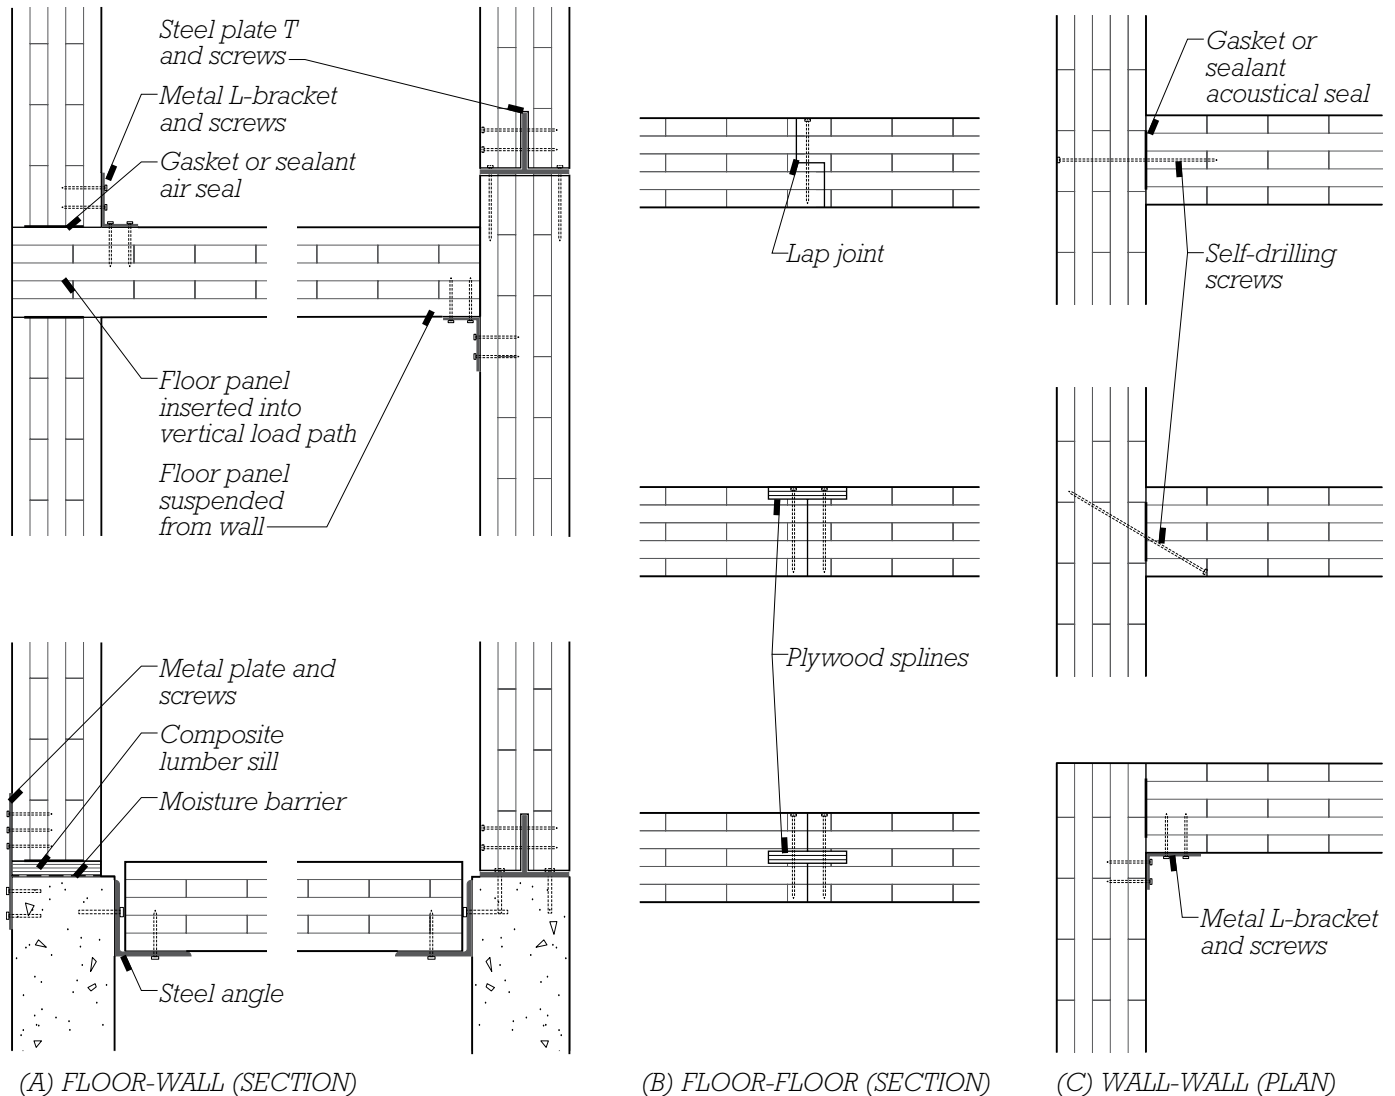 Steel plate T
and screws
Metal L-bracket
and screws
Gasket or sealant
air seal
Floor panel
inserted into
vertical load path
Floor panel
suspended
from wall
Metal plate and
screws
Composite
lumber sill
Moisture barrier
Steel angle
(A) FLOOR-WALL (SECTION)
Lap joint
Plywood splines
(B) FLOOR-FLOOR (SECTION)
Gasket or
sealant
acoustical seal
Self-drilling
screws
Metal L-bracket
and screws
(C) WALL-WALL (PLAN)